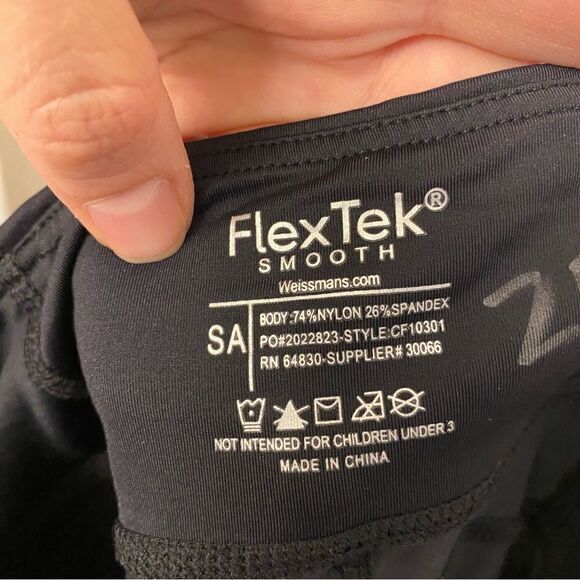 FlexTek®
SMOOTH
Weissmans.com
SA
BODY:74%NYLON 26%SPANDEX
PO#2022823-STYLE:CF10301
RN 64830-SUPPLIER# 30066
NOT INTENDED FOR CHILDREN UNDER 3
MADE IN CHINA